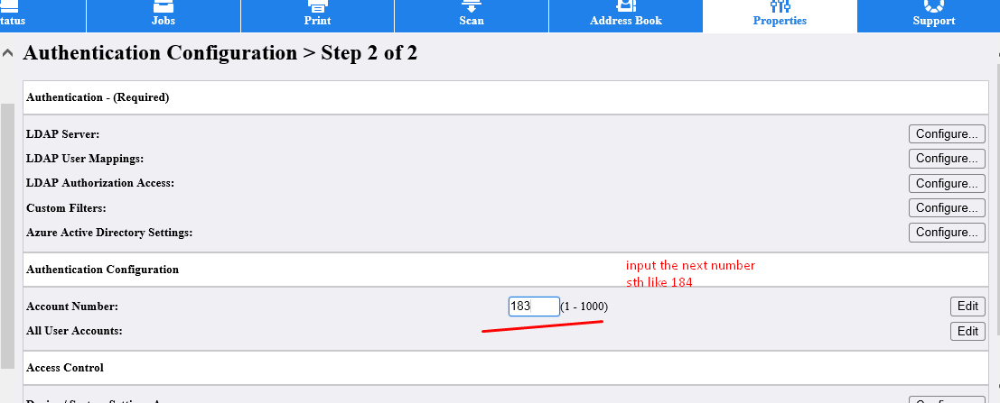 tatus Jobs Print Scan Address Book Properties Support
Authentication Configuration > Step 2 of 2
Authentication - (Required)
LDAP Server: Configure...
LDAP User Mappings: Configure...
LDAP Authorization Access: Configure...
Custom Filters: Configure...
Azure Active Directory Settings: Configure...
Authentication Configuration
input the next number
sth like 184
Account Number: 183 (1 - 1000) Edit
All User Accounts: Edit
Access Control